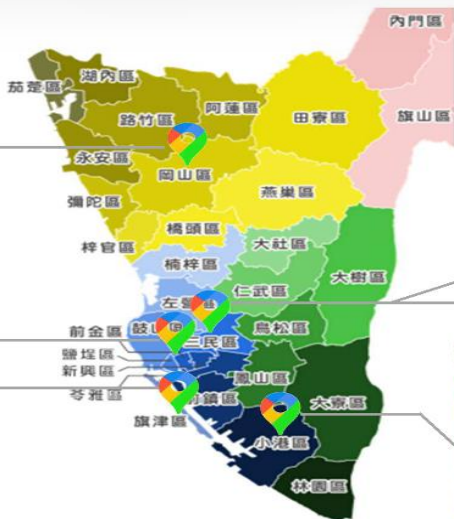 內門區
湖內區
茄萣區
阿蓮區
路竹區
田寮區
旗山區
永安區
岡山區
燕巢區
彌陀區
橋頭區
梓官區
大社區
楠梓區
大樹區
仁武區
左營區
前金區
鼓山區
三民區
鳥松區
鹽埕區
新興區
鳳山區
苓雅區
前鎮區
大寮區
旗津區
小港區
林園區